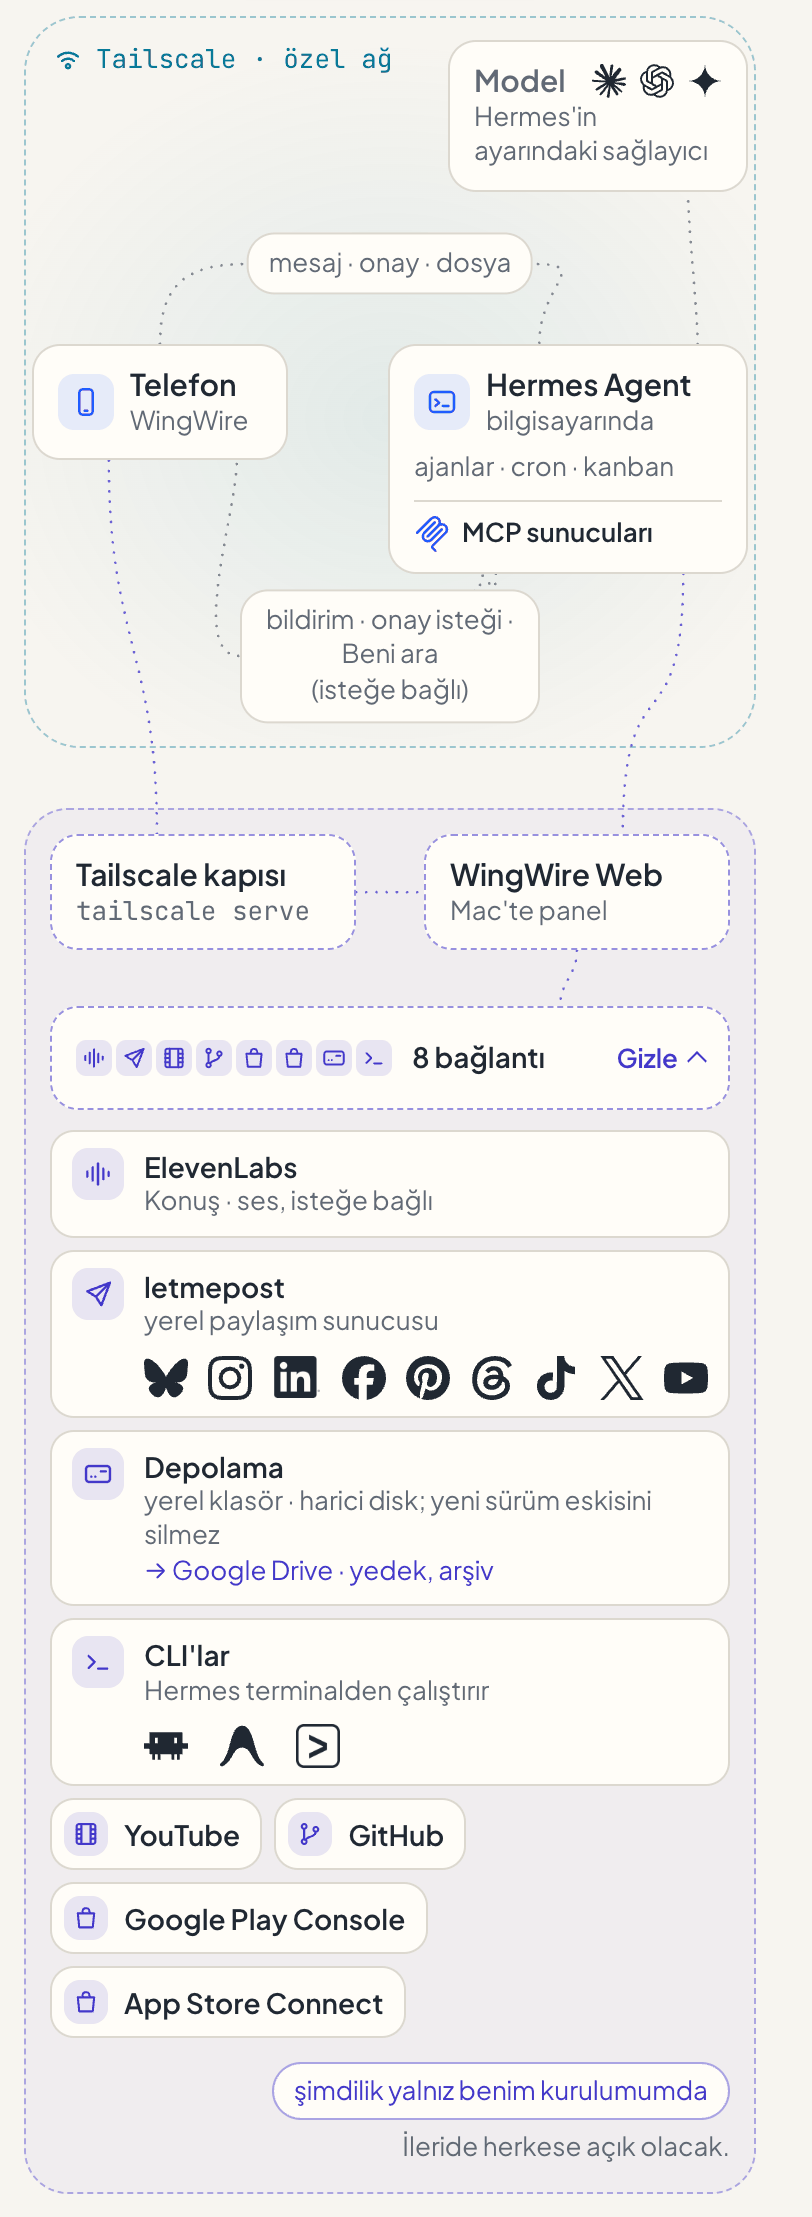 Tailscale · özel ağ
Model
Hermes'in
ayarındaki sağlayıcı
mesaj · onay · dosya
Telefon
WingWire
Hermes Agent
bilgisayarında
ajanlar · cron · kanban
MCP sunucuları
bildirim · onay isteği ·
Beni ara
(isteğe bağlı)
Tailscale kapısı
tailscale serve
WingWire Web
Mac'te panel
8 bağlantı
Gizle
ElevenLabs
Konuş · ses, isteğe bağlı
letmepost
yerel paylaşım sunucusu
Depolama
yerel klasör · harici disk; yeni sürüm eskisini
silmez
→ Google Drive · yedek, arşiv
CLI'lar
Hermes terminalden çalıştırır
YouTube
GitHub
Google Play Console
App Store Connect
şimdilik yalnız benim kurulumumda
İleride herkese açık olacak.